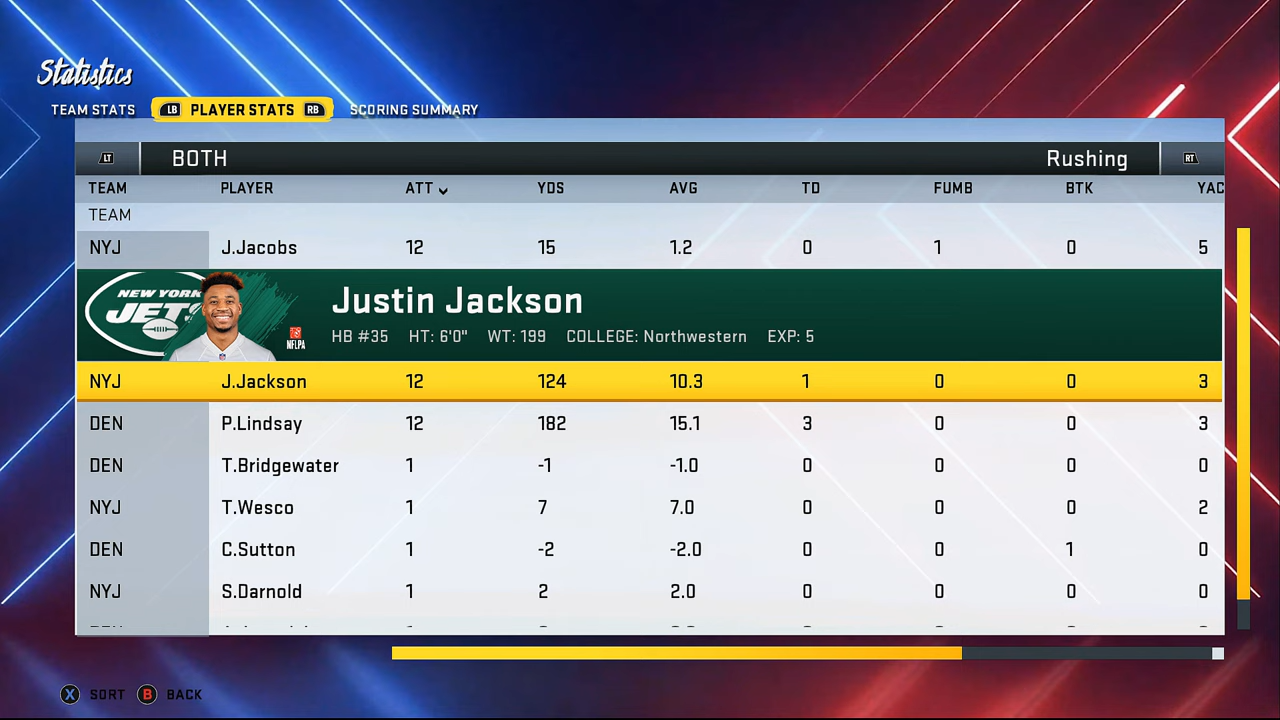 Statistics
TEAM STATS LB PLAYER STATS RB SCORING SUMMARY
LT BOTH Rushing RT
TEAM PLAYER ATT YDS AVG TD FUMB BTK YAC
TEAM
NYJ J.Jacobs 12 15 1.2 0 1 0 5
NEW YORK
JETS
Justin Jackson
NFLPA
HB #35 HT: 6'0" WT: 199 COLLEGE: Northwestern EXP: 5
NYJ J.Jackson 12 124 10.3 1 0 0 3
DEN P.Lindsay 12 182 15.1 3 0 0 3
DEN T.Bridgewater 1 -1 -1.0 0 0 0 0
NYJ T.Wesco 1 7 7.0 0 0 0 2
DEN C.Sutton 1 -2 -2.0 0 0 1 0
NYJ S.Darnold 1 2 2.0 0 0 0 0
X SORT B BACK